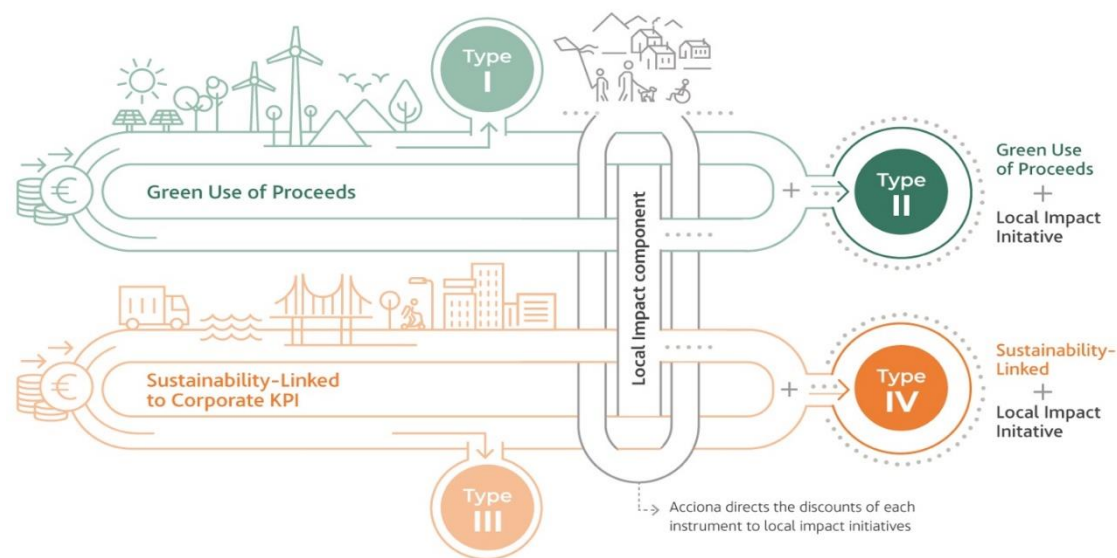 Type
I
Green Use of Proceeds
+
Type
II
Green Use
of Proceeds
+
Local Impact
Initative
Local Impact component
€
€
Sustainability-Linked
to Corporate KPI
+
Type
IV
Sustainability-
Linked
+
Local Impact
Initative
Type
III
Acciona directs the discounts of each
instrument to local impact initiatives